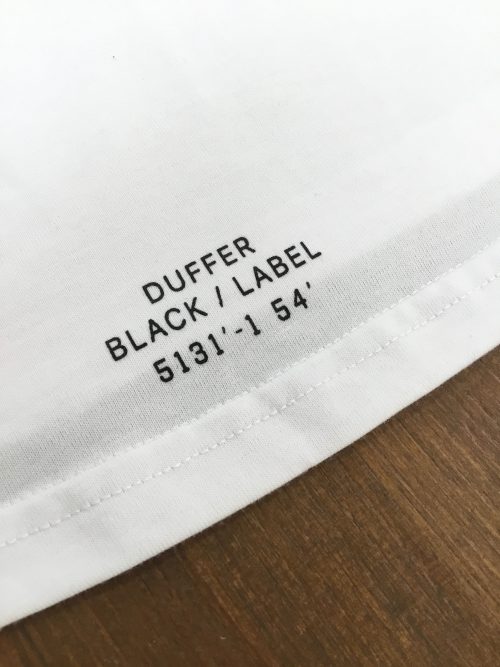 DUFFER
BLACK / LABEL
5131'-1 54'